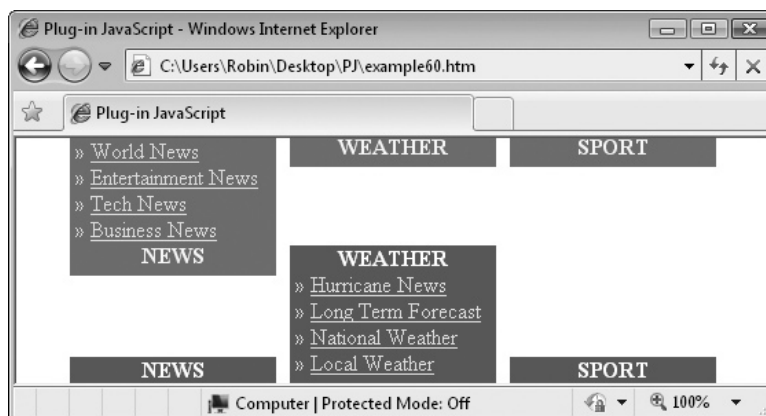 Plug-in JavaScript - Windows Internet Explorer
C:\Users\Robin\Desktop\PJ\example60.htm
Plug-in JavaScript
» World News
» Entertainment News
» Tech News
» Business News
NEWS
WEATHER
SPORT
WEATHER
» Hurricane News
» Long Term Forecast
» National Weather
» Local Weather
NEWS
SPORT
Computer | Protected Mode: Off
100%